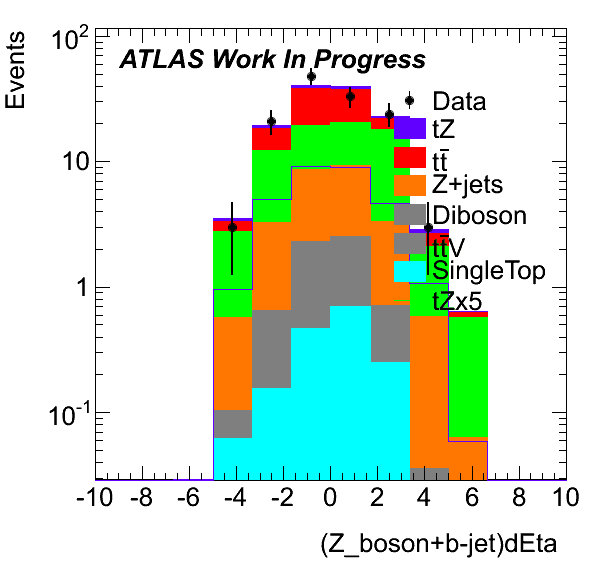 Events
10²
10
1
10⁻¹
ATLAS Work In Progress
Data
tZ
tt̄
Z+jets
Diboson
tt̄V
SingleTop
tZx5
-10 -8 -6 -4 -2 0 2 4 6 8 10
(Z_boson+b-jet)dEta